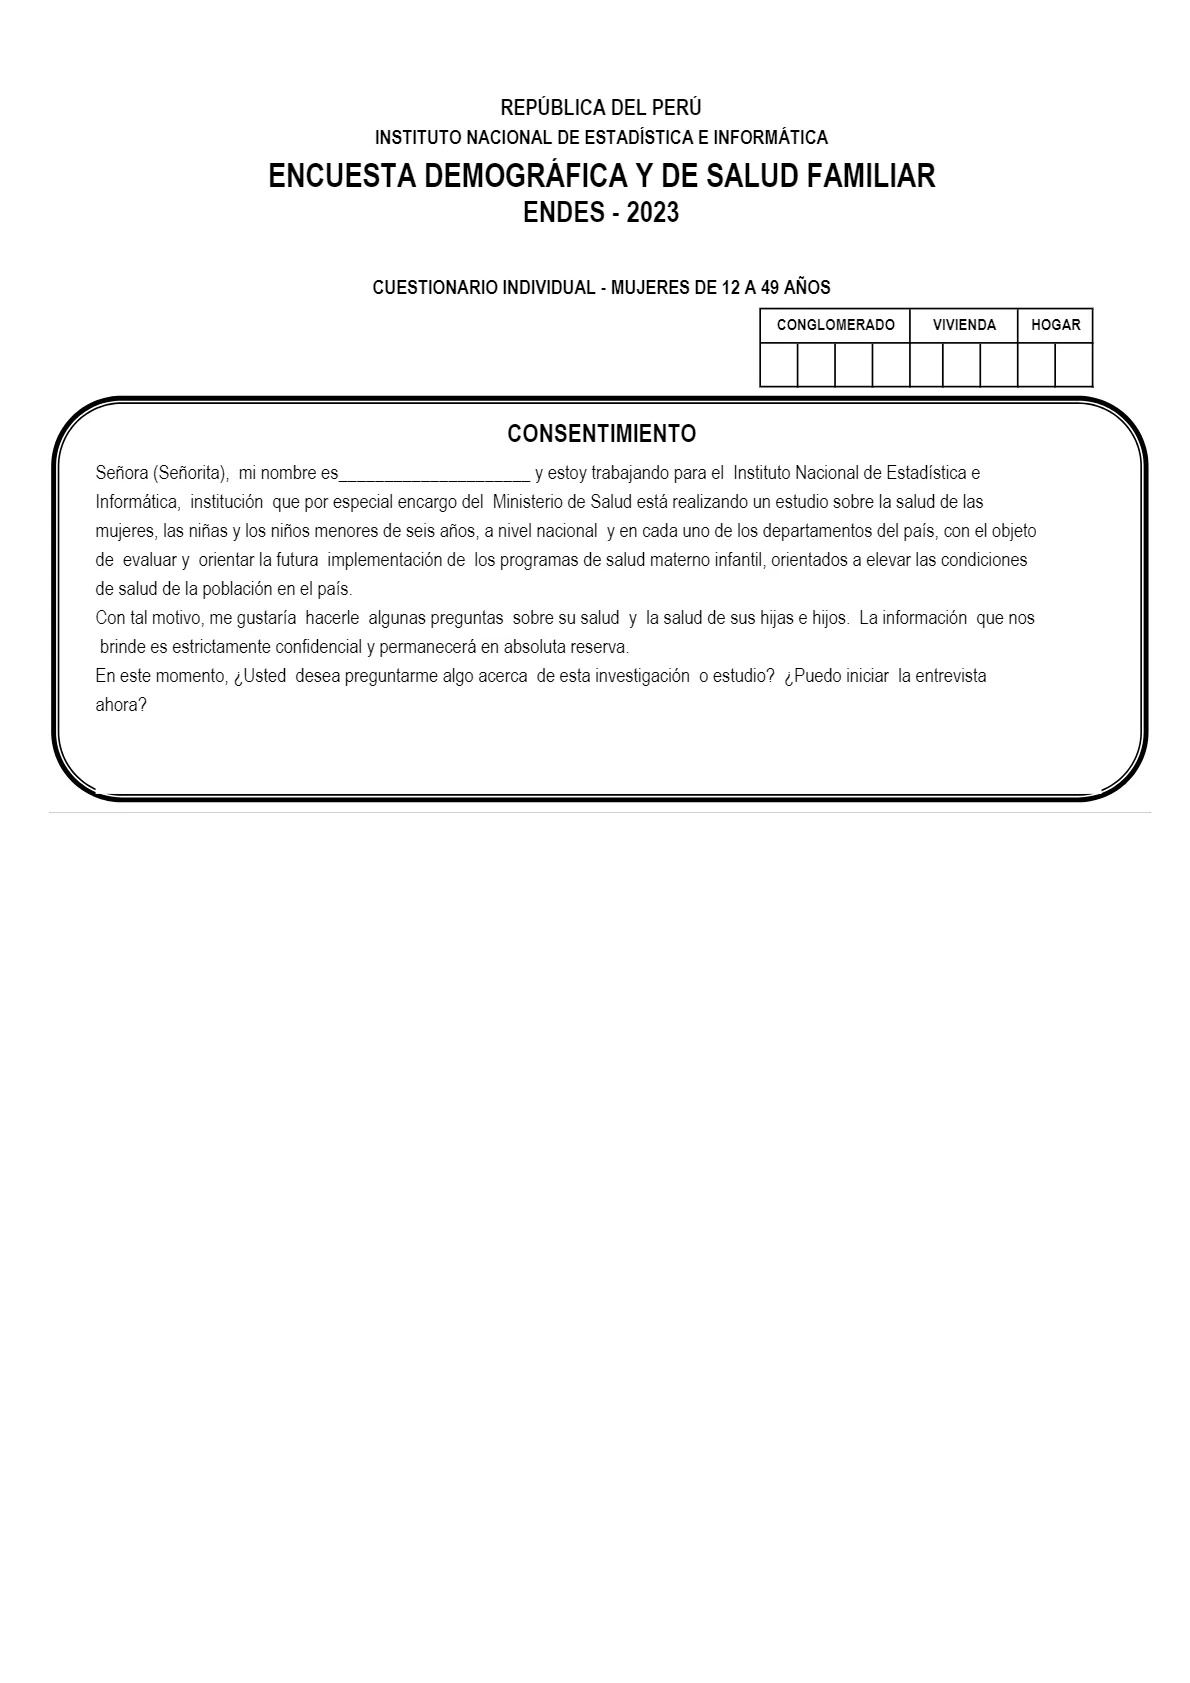 REPÚBLICA DEL PERÚ
INSTITUTO NACIONAL DE ESTADÍSTICA E INFORMÁTICA
ENCUESTA DEMOGRÁFICA Y DE SALUD FAMILIAR
ENDES - 2023
CUESTIONARIO INDIVIDUAL - MUJERES DE 12 A 49 AÑOS
CONGLOMERADO VIVIENDA HOGAR
CONSENTIMIENTO
Señora (Señorita), mi nombre es_____________________ y estoy trabajando para el Instituto Nacional de Estadística e
Informática, institución que por especial encargo del Ministerio de Salud está realizando un estudio sobre la salud de las
mujeres, las niñas y los niños menores de seis años, a nivel nacional y en cada uno de los departamentos del país, con el objeto
de evaluar y orientar la futura implementación de los programas de salud materno infantil, orientados a elevar las condiciones
de salud de la población en el país.
Con tal motivo, me gustaría hacerle algunas preguntas sobre su salud y la salud de sus hijas e hijos. La información que nos
brinde es estrictamente confidencial y permanecerá en absoluta reserva.
En este momento, ¿Usted desea preguntarme algo acerca de esta investigación o estudio? ¿Puedo iniciar la entrevista
ahora?